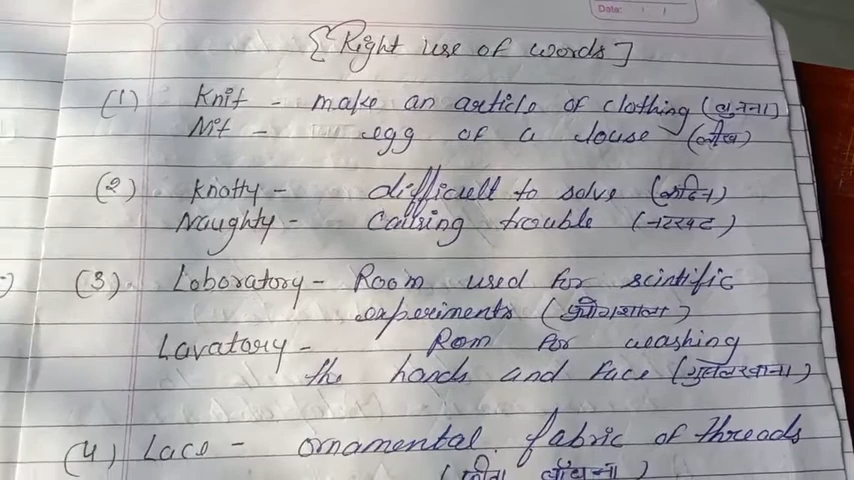 Date: / /
{Right use of words]
(1) Knit - make an article of clothing (बुनना)
Nit - egg of a louse (लीख)
(2) Knotty - difficult to solve (कठिन)
Naughty - Causing trouble (नटखट)
(3) Loboratory - Room used for scintific
experiments (प्रयोगशाला)
Lavatory - Rom for washing
the hands and face (गुसलखाना)
(4) Lace - ornamental fabric of threads
(फीता